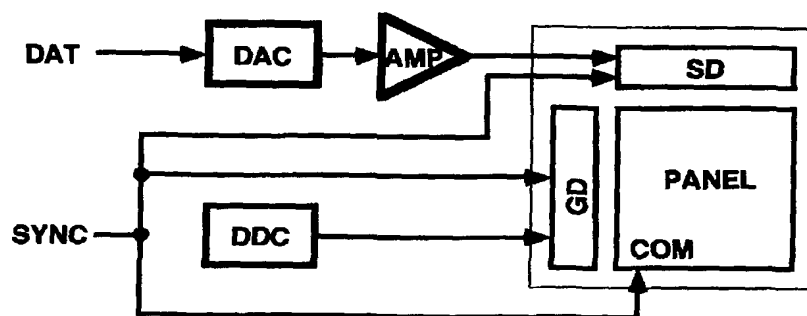 DAT
DAC
AMP
SD
GD
PANEL
SYNC
DDC
COM